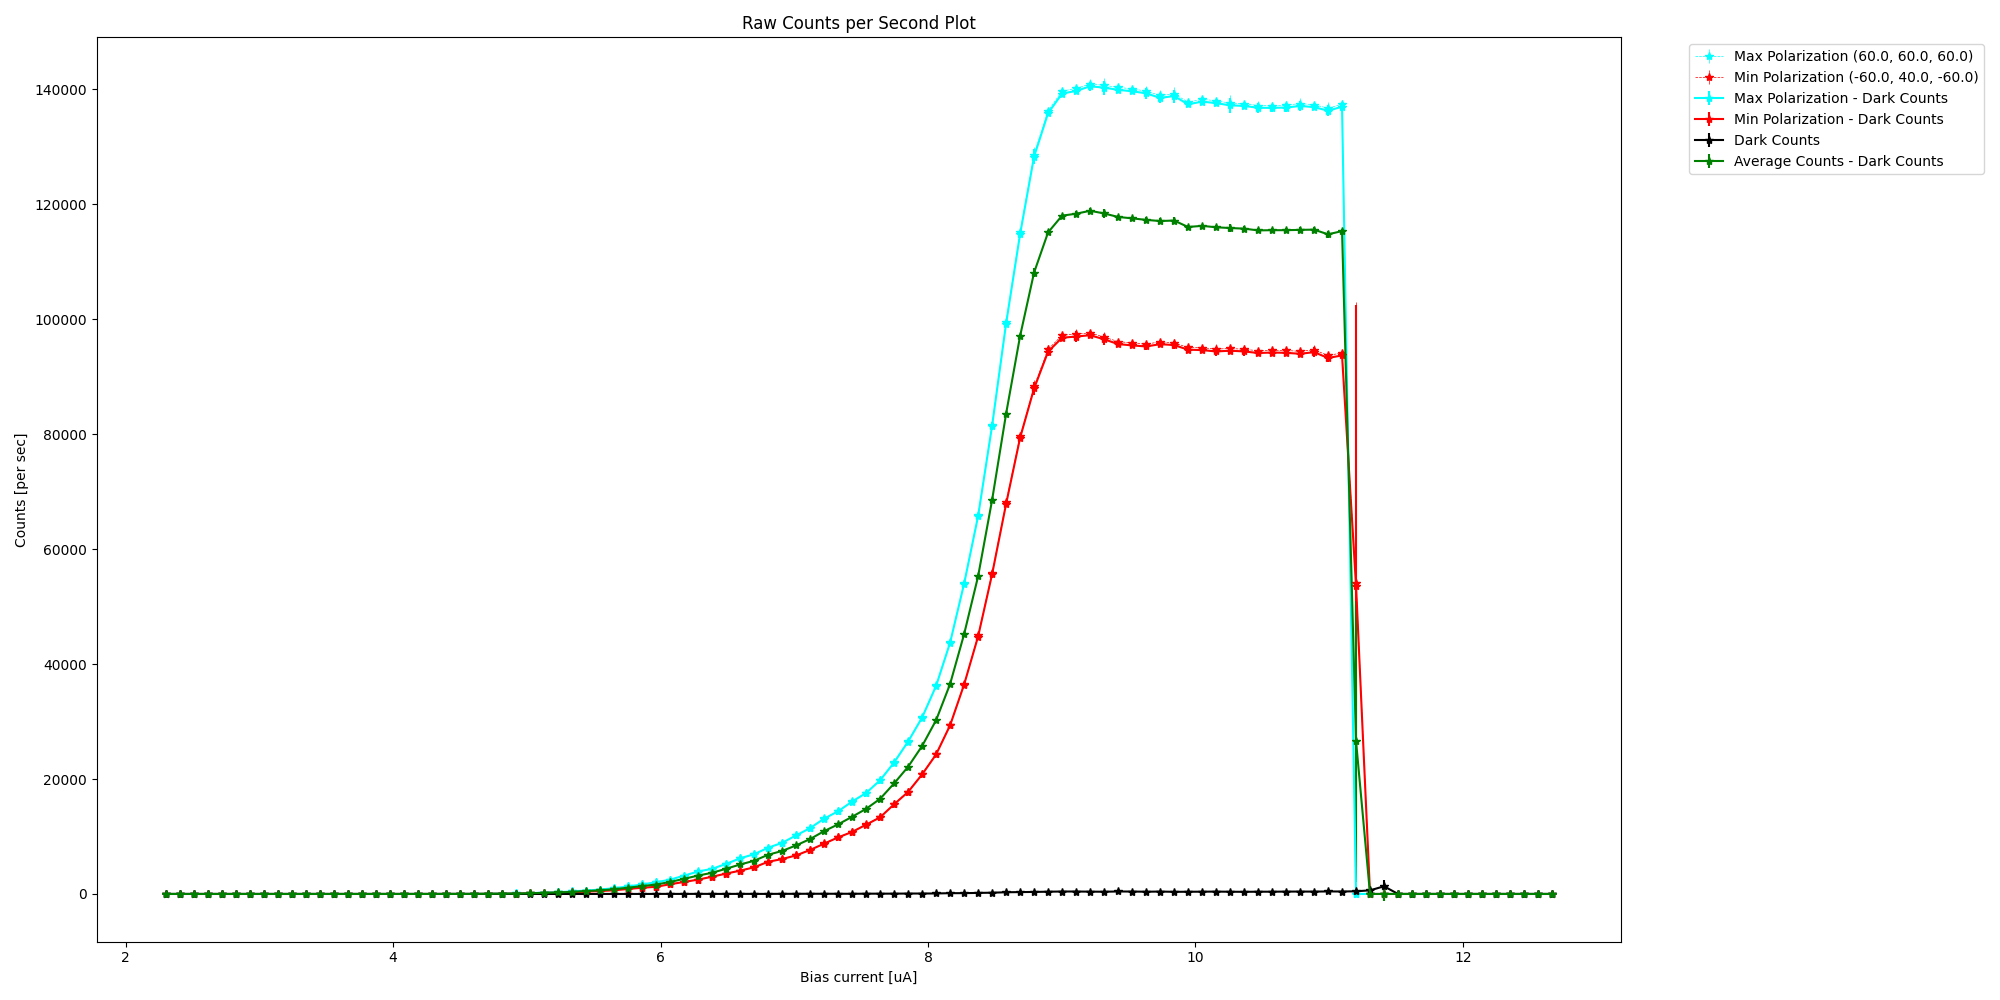 Raw Counts per Second Plot
Max Polarization (60.0, 60.0, 60.0)
Min Polarization (-60.0, 40.0, -60.0)
Max Polarization - Dark Counts
Min Polarization - Dark Counts
Dark Counts
Average Counts - Dark Counts
140000
120000
100000
80000
60000
40000
20000
0
Counts [per sec]
2 4 6 8 10 12
Bias current [uA]